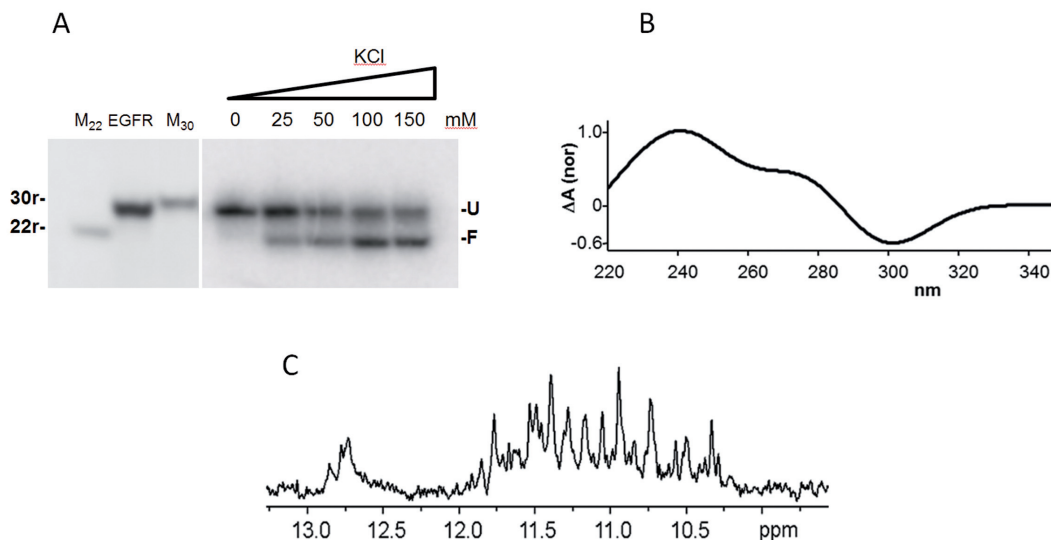 A
KCl
M22 EGFR M30 0 25 50 100 150 mM
30r-
22r-
-U
-F
B
ΔA (nor)
1.0
0
-0.6
220 240 260 280 300 320 340
nm
C
13.0 12.5 12.0 11.5 11.0 10.5 ppm